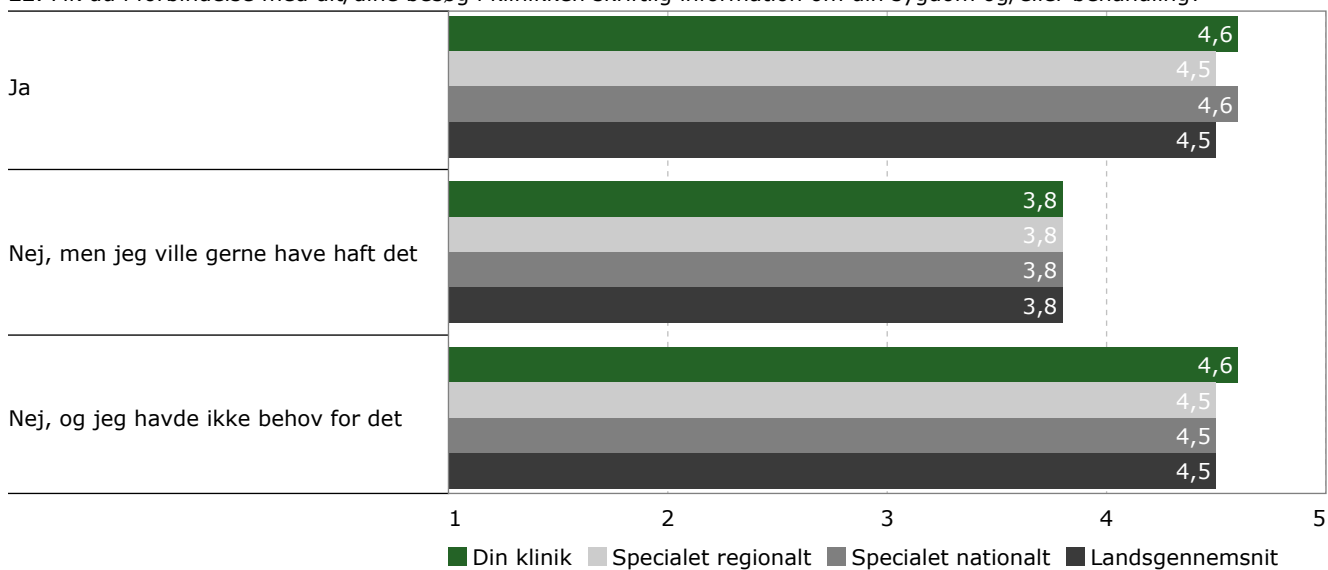 Ja
4,6
4,5
4,6
4,5
Nej, men jeg ville gerne have haft det
3,8
3,8
3,8
3,8
Nej, og jeg havde ikke behov for det
4,6
4,5
4,5
4,5
1 2 3 4 5
Din klinik Specialet regionalt Specialet nationalt Landsgennemsnit